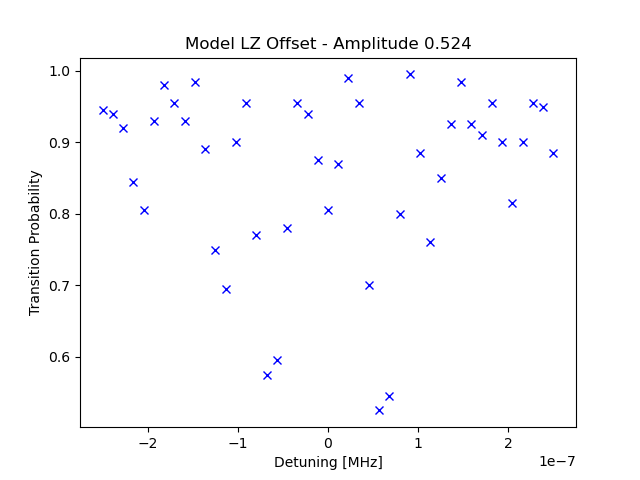 Model LZ Offset - Amplitude 0.524
1.0
0.9
0.8
0.7
0.6
Transition Probability
−2
−1
0
1
2
1e−7
Detuning [MHz]